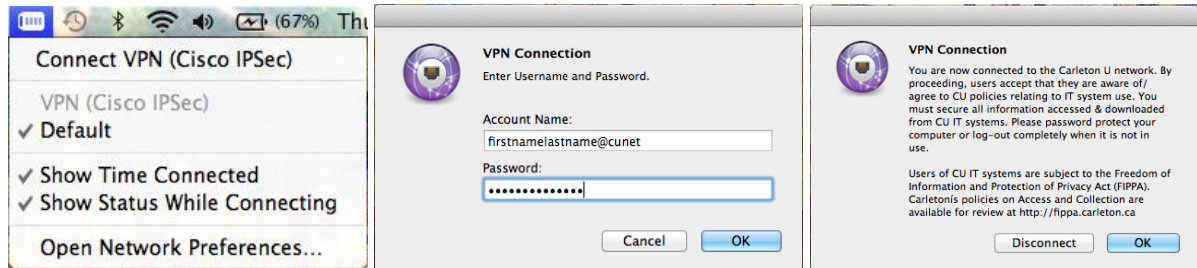 (67%) Thu
Connect VPN (Cisco IPSec)
VPN (Cisco IPSec)
✓ Default
✓ Show Time Connected
✓ Show Status While Connecting
Open Network Preferences...
VPN Connection
Enter Username and Password.
Account Name:
firstnamelastname@cunet
Password:
••••••••••••••
Cancel
OK
VPN Connection
You are now connected to the Carleton U network. By
proceeding, users accept that they are aware of/
agree to CU policies relating to IT system use. You
must secure all information accessed & downloaded
from CU IT systems. Please password protect your
computer or log-out completely when it is not in
use.
Users of CU IT systems are subject to the Freedom of
Information and Protection of Privacy Act (FIPPA).
Carletonís policies on Access and Collection are
available for review at http://fippa.carleton.ca
Disconnect
OK